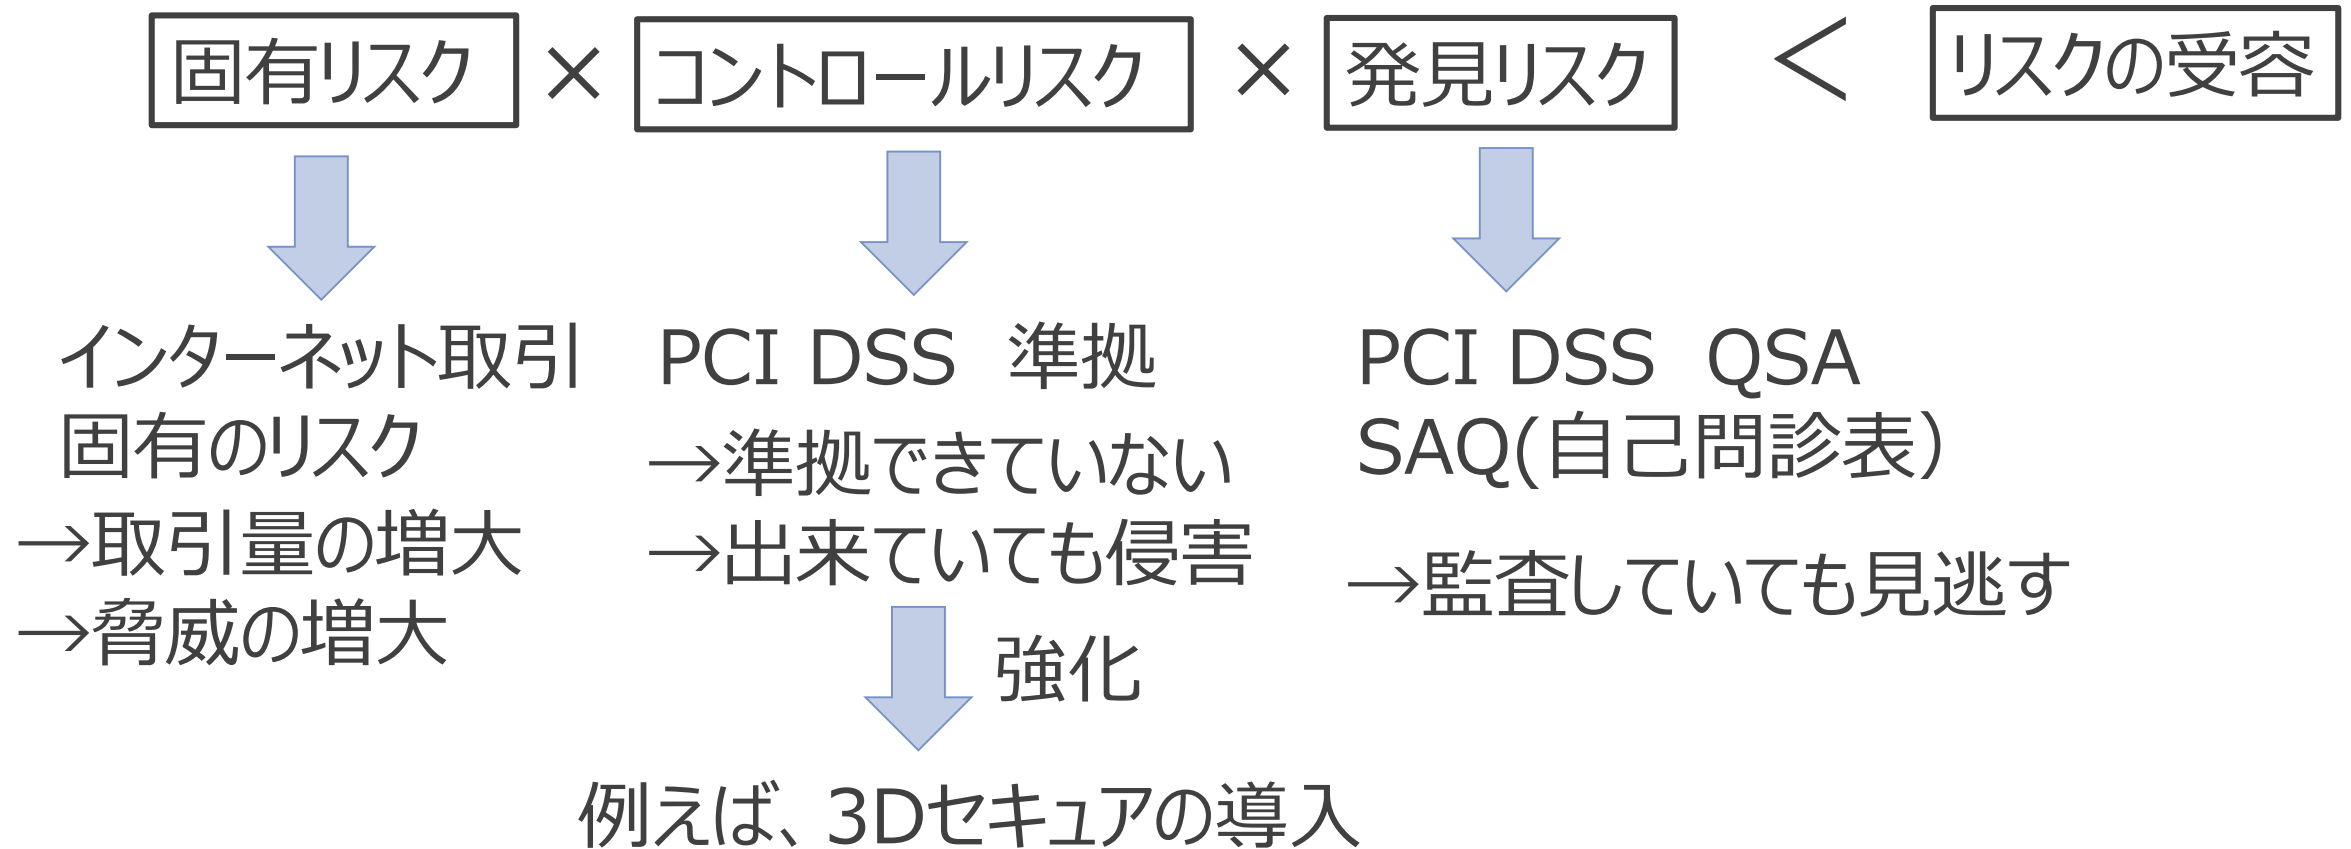 固有リスク × コントロールリスク × 発見リスク < リスクの受容
インターネット取引
固有のリスク
→取引量の増大
→脅威の増大
PCI DSS 準拠
→準拠できていない
→出来ていても侵害
強化
例えば、3Dセキュアの導入
PCI DSS QSA
SAQ(自己問診表）
→監査していても見逃す